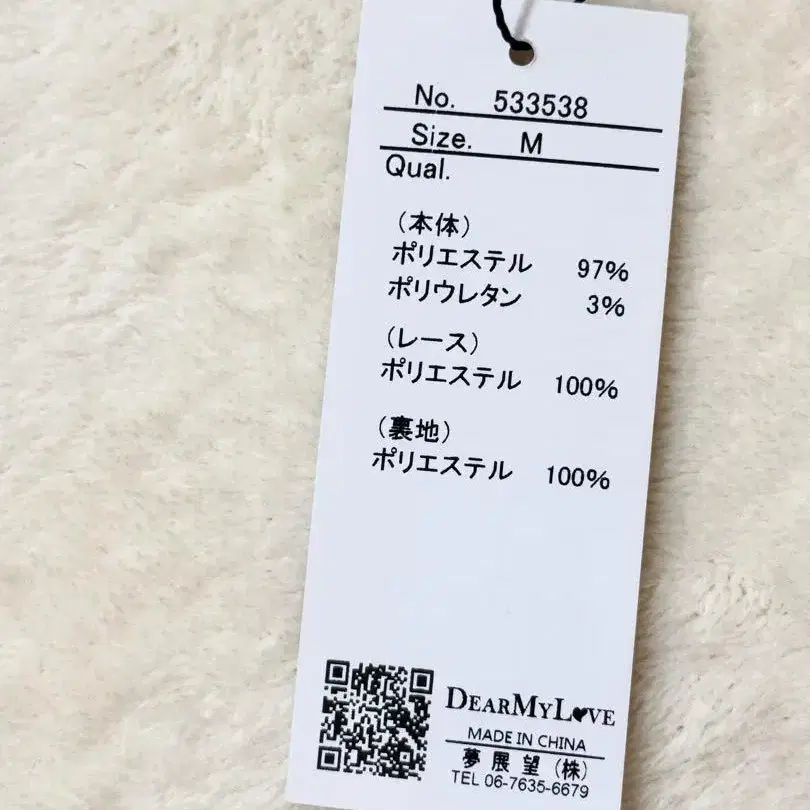 No. 533538
Size. M
Qual.
(本体)
ポリエステル 97%
ポリウレタン 3%
(レース)
ポリエステル 100%
(裏地)
ポリエステル 100%
DEARMYLOVE
MADE IN CHINA
夢展望(株)
TEL 06-7635-6679